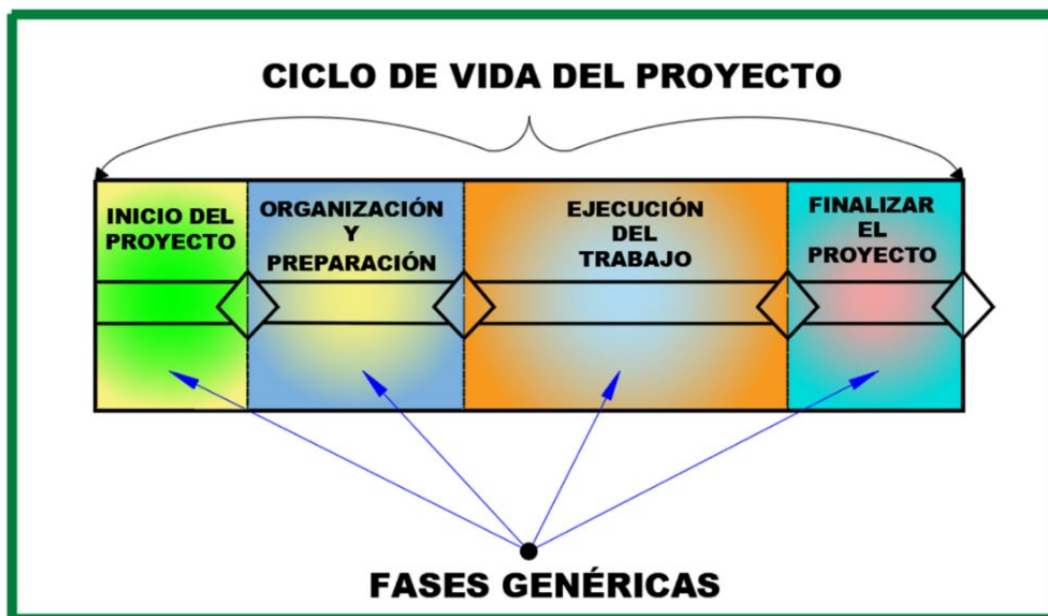 CICLO DE VIDA DEL PROYECTO
INICIO DEL
PROYECTO
ORGANIZACIÓN
Y
PREPARACIÓN
EJECUCIÓN
DEL
TRABAJO
FINALIZAR
EL
PROYECTO
FASES GENÉRICAS